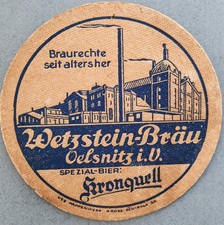 Braurechte
seit altersher
Wetzstein-Bräu
Oelsnitz i.V.
SPEZIAL-BIER:
Kronquell